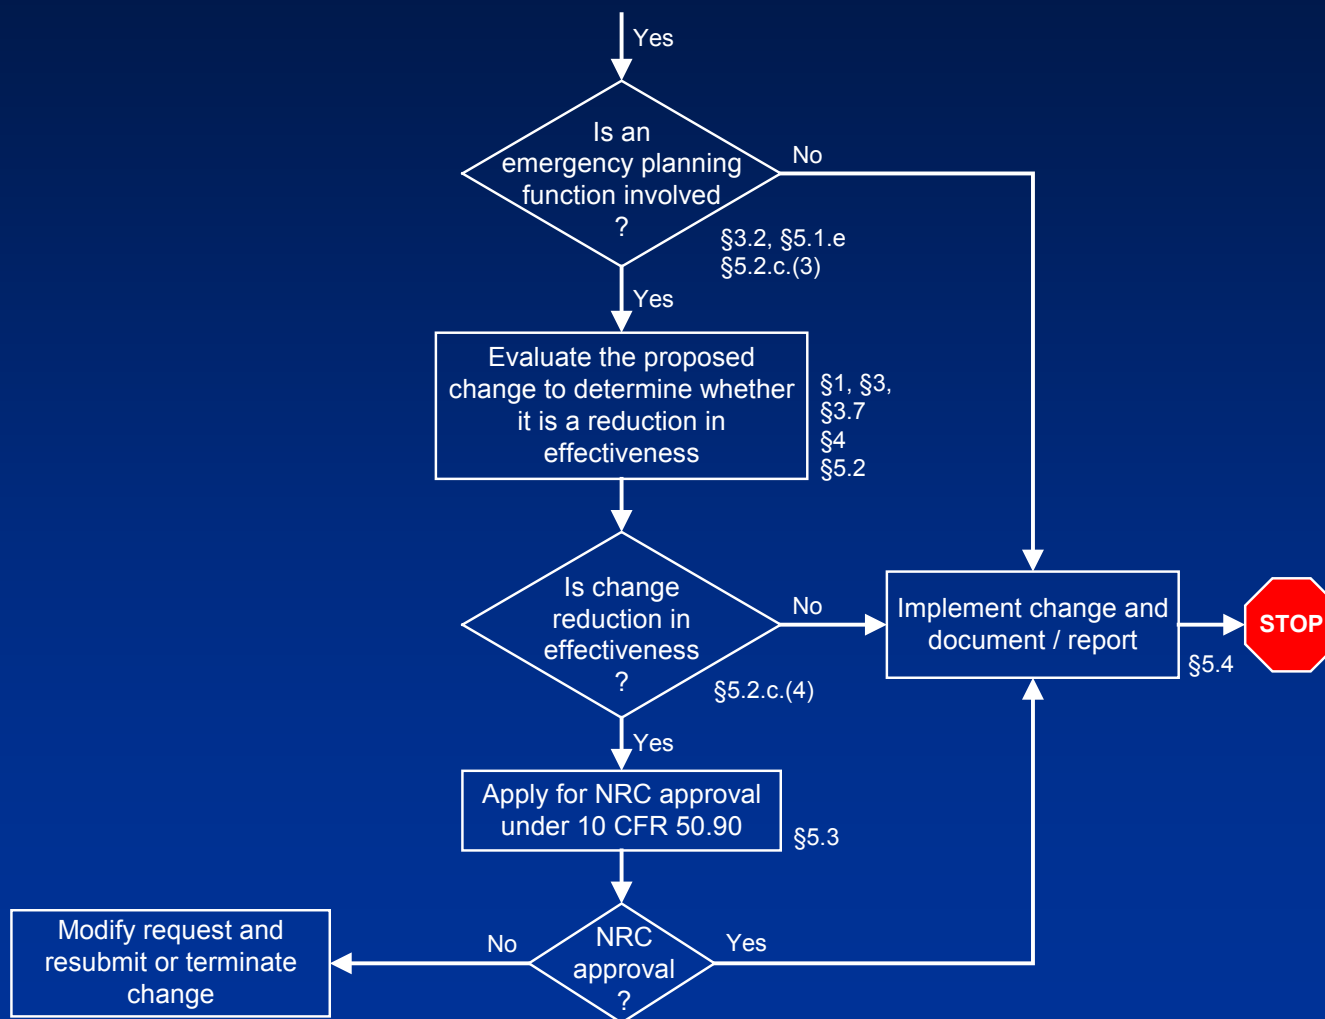 Yes
Is an
emergency planning
function involved
?
No
§3.2, §5.1.e
§5.2.c.(3)
Yes
Evaluate the proposed
change to determine whether
it is a reduction in
effectiveness
§1, §3,
§3.7
§4
§5.2
Is change
reduction in
effectiveness
?
No
§5.2.c.(4)
Implement change and
document / report
§5.4
STOP
Yes
Apply for NRC approval
under 10 CFR 50.90
§5.3
NRC
approval
?
No
Yes
Modify request and
resubmit or terminate
change